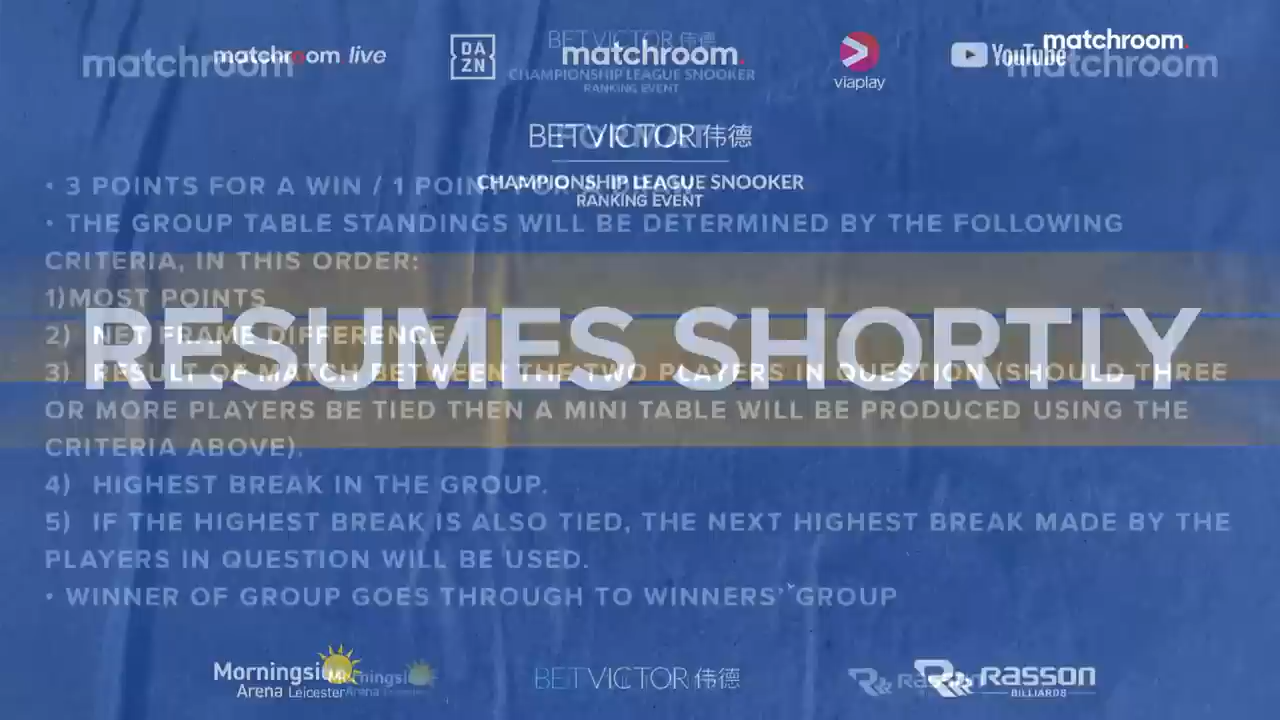 matchroom
matchroom.live
DAZN
BETVICTOR 伟德
matchroom.
viaplay
YouTube
matchroom.
matchroom
CHAMPIONSHIP LEAGUE SNOOKER
RANKING EVENT
FORMAT
BETVICTOR 伟德
CHAMPIONSHIP LEAGUE SNOOKER
RANKING EVENT
• 3 POINTS FOR A WIN / 1 POINT FOR A
• THE GROUP TABLE STANDINGS WILL BE DETERMINED BY THE FOLLOWING
CRITERIA, IN THIS ORDER:
1)MOST POINTS
2) NET FRAME DIFFERENCE
RESUMES SHORTLY
3) RESULT OF MATCH BETWEEN THE TWO PLAYERS IN QUESTION (SHOULD THREE
OR MORE PLAYERS BE TIED THEN A MINI TABLE WILL BE PRODUCED USING THE
CRITERIA ABOVE).
4) HIGHEST BREAK IN THE GROUP.
5) IF THE HIGHEST BREAK IS ALSO TIED, THE NEXT HIGHEST BREAK MADE BY THE
PLAYERS IN QUESTION WILL BE USED.
• WINNER OF GROUP GOES THROUGH TO WINNERS' GROUP
Morningside
Arena Leicester
BETVICTOR 伟德
RASSON
BILLIARDS